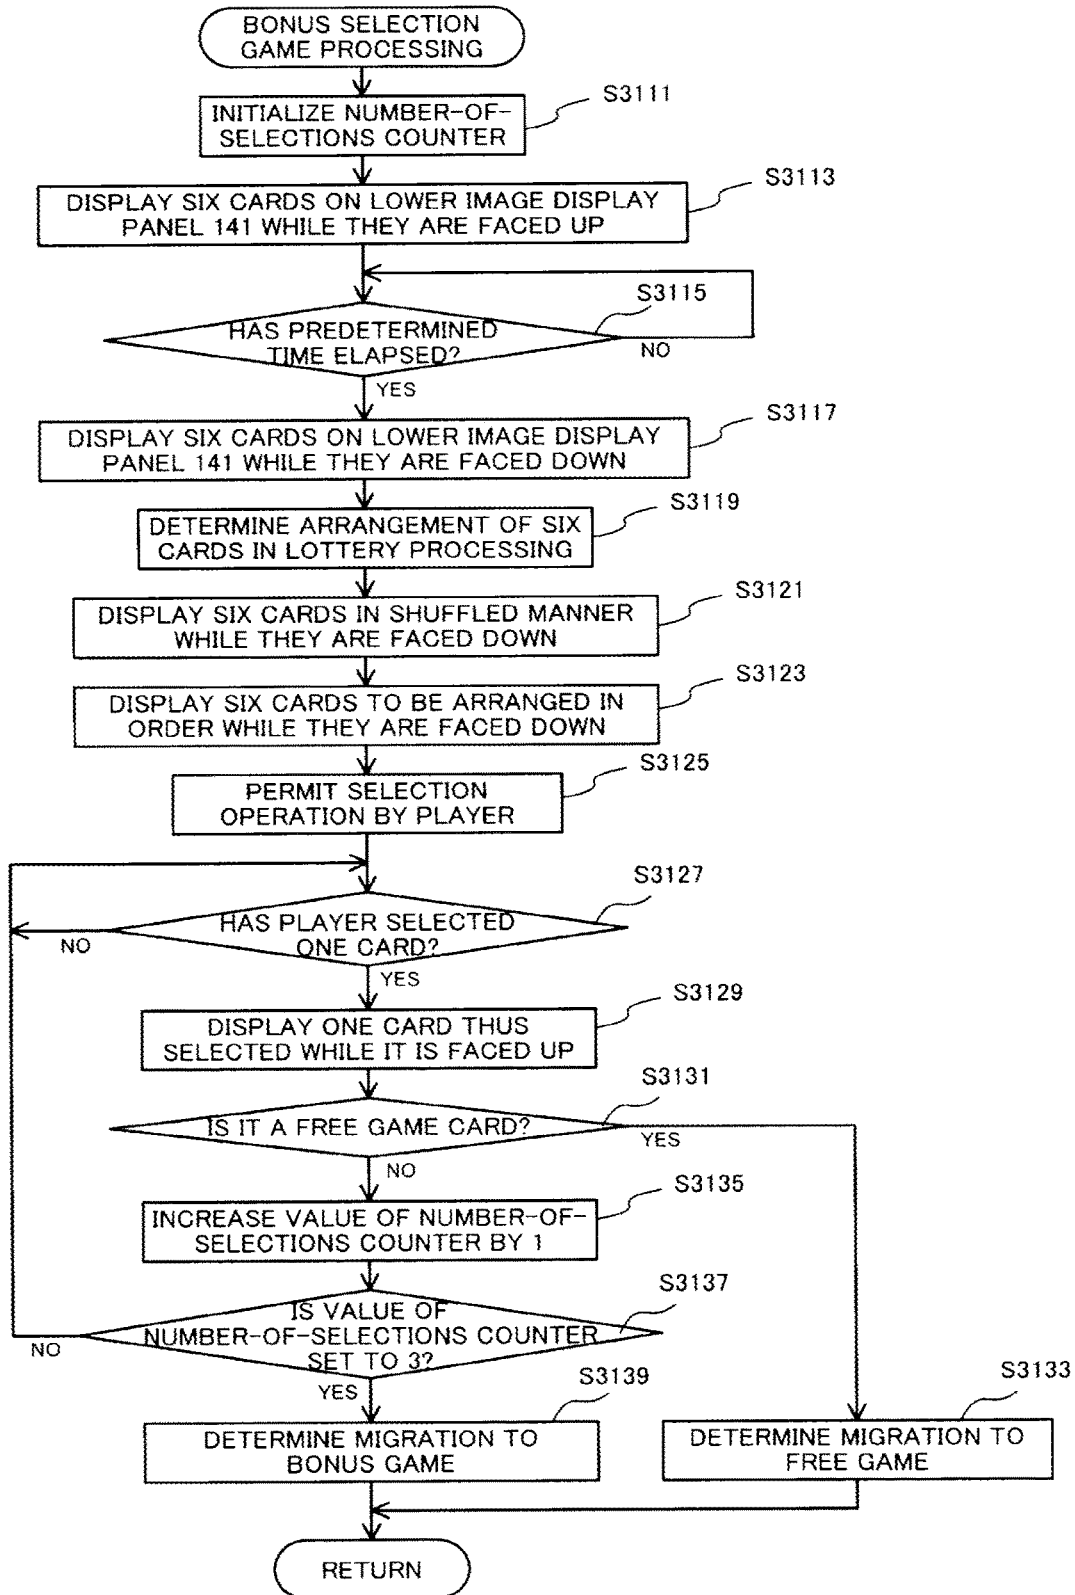 BONUS SELECTION
GAME PROCESSING
S3111
INITIALIZE NUMBER-OF-
SELECTIONS COUNTER
S3113
DISPLAY SIX CARDS ON LOWER IMAGE DISPLAY
PANEL 141 WHILE THEY ARE FACED UP
S3115
HAS PREDETERMINED
TIME ELAPSED?
NO
YES
S3117
DISPLAY SIX CARDS ON LOWER IMAGE DISPLAY
PANEL 141 WHILE THEY ARE FACED DOWN
S3119
DETERMINE ARRANGEMENT OF SIX
CARDS IN LOTTERY PROCESSING
S3121
DISPLAY SIX CARDS IN SHUFFLED MANNER
WHILE THEY ARE FACED DOWN
S3123
DISPLAY SIX CARDS TO BE ARRANGED IN
ORDER WHILE THEY ARE FACED DOWN
S3125
PERMIT SELECTION
OPERATION BY PLAYER
S3127
HAS PLAYER SELECTED
ONE CARD?
NO
YES
S3129
DISPLAY ONE CARD THUS
SELECTED WHILE IT IS FACED UP
S3131
IS IT A FREE GAME CARD?
YES
NO
S3135
INCREASE VALUE OF NUMBER-OF-
SELECTIONS COUNTER BY 1
S3137
IS VALUE OF
NUMBER-OF-SELECTIONS COUNTER
SET TO 3?
NO
YES
S3139
DETERMINE MIGRATION TO
BONUS GAME
S3133
DETERMINE MIGRATION TO
FREE GAME
RETURN